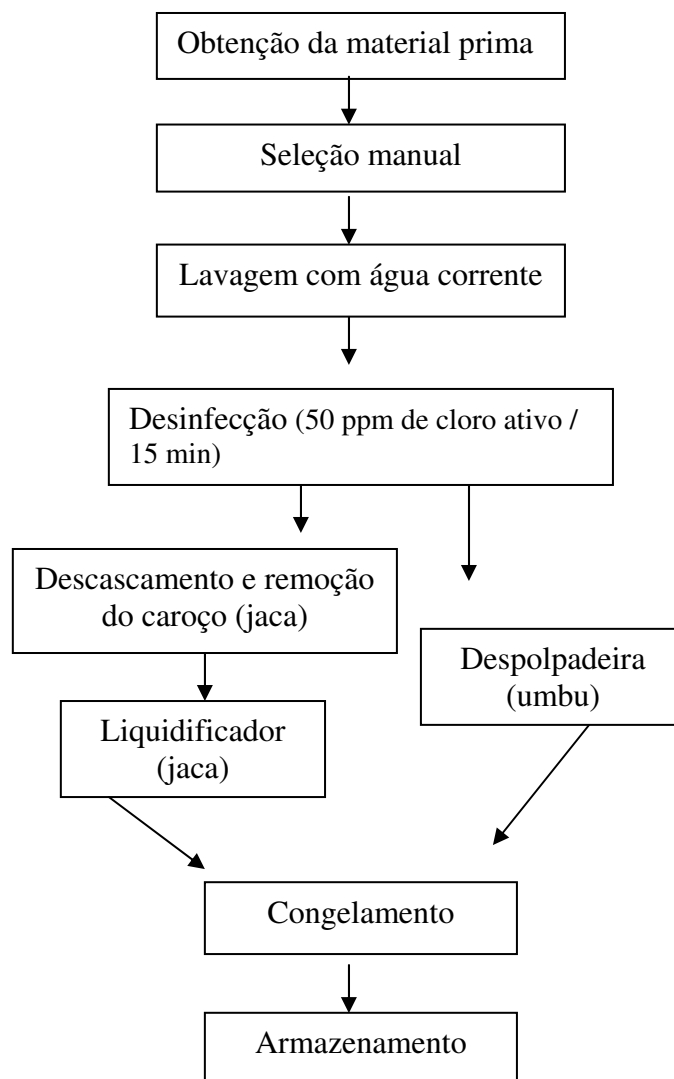 Obtenção da material prima
Seleção manual
Lavagem com água corrente
Desinfecção (50 ppm de cloro ativo /
15 min)
Descascamento e remoção
do caroço (jaca)
Despolpadeira
(umbu)
Liquidificador
(jaca)
Congelamento
Armazenamento